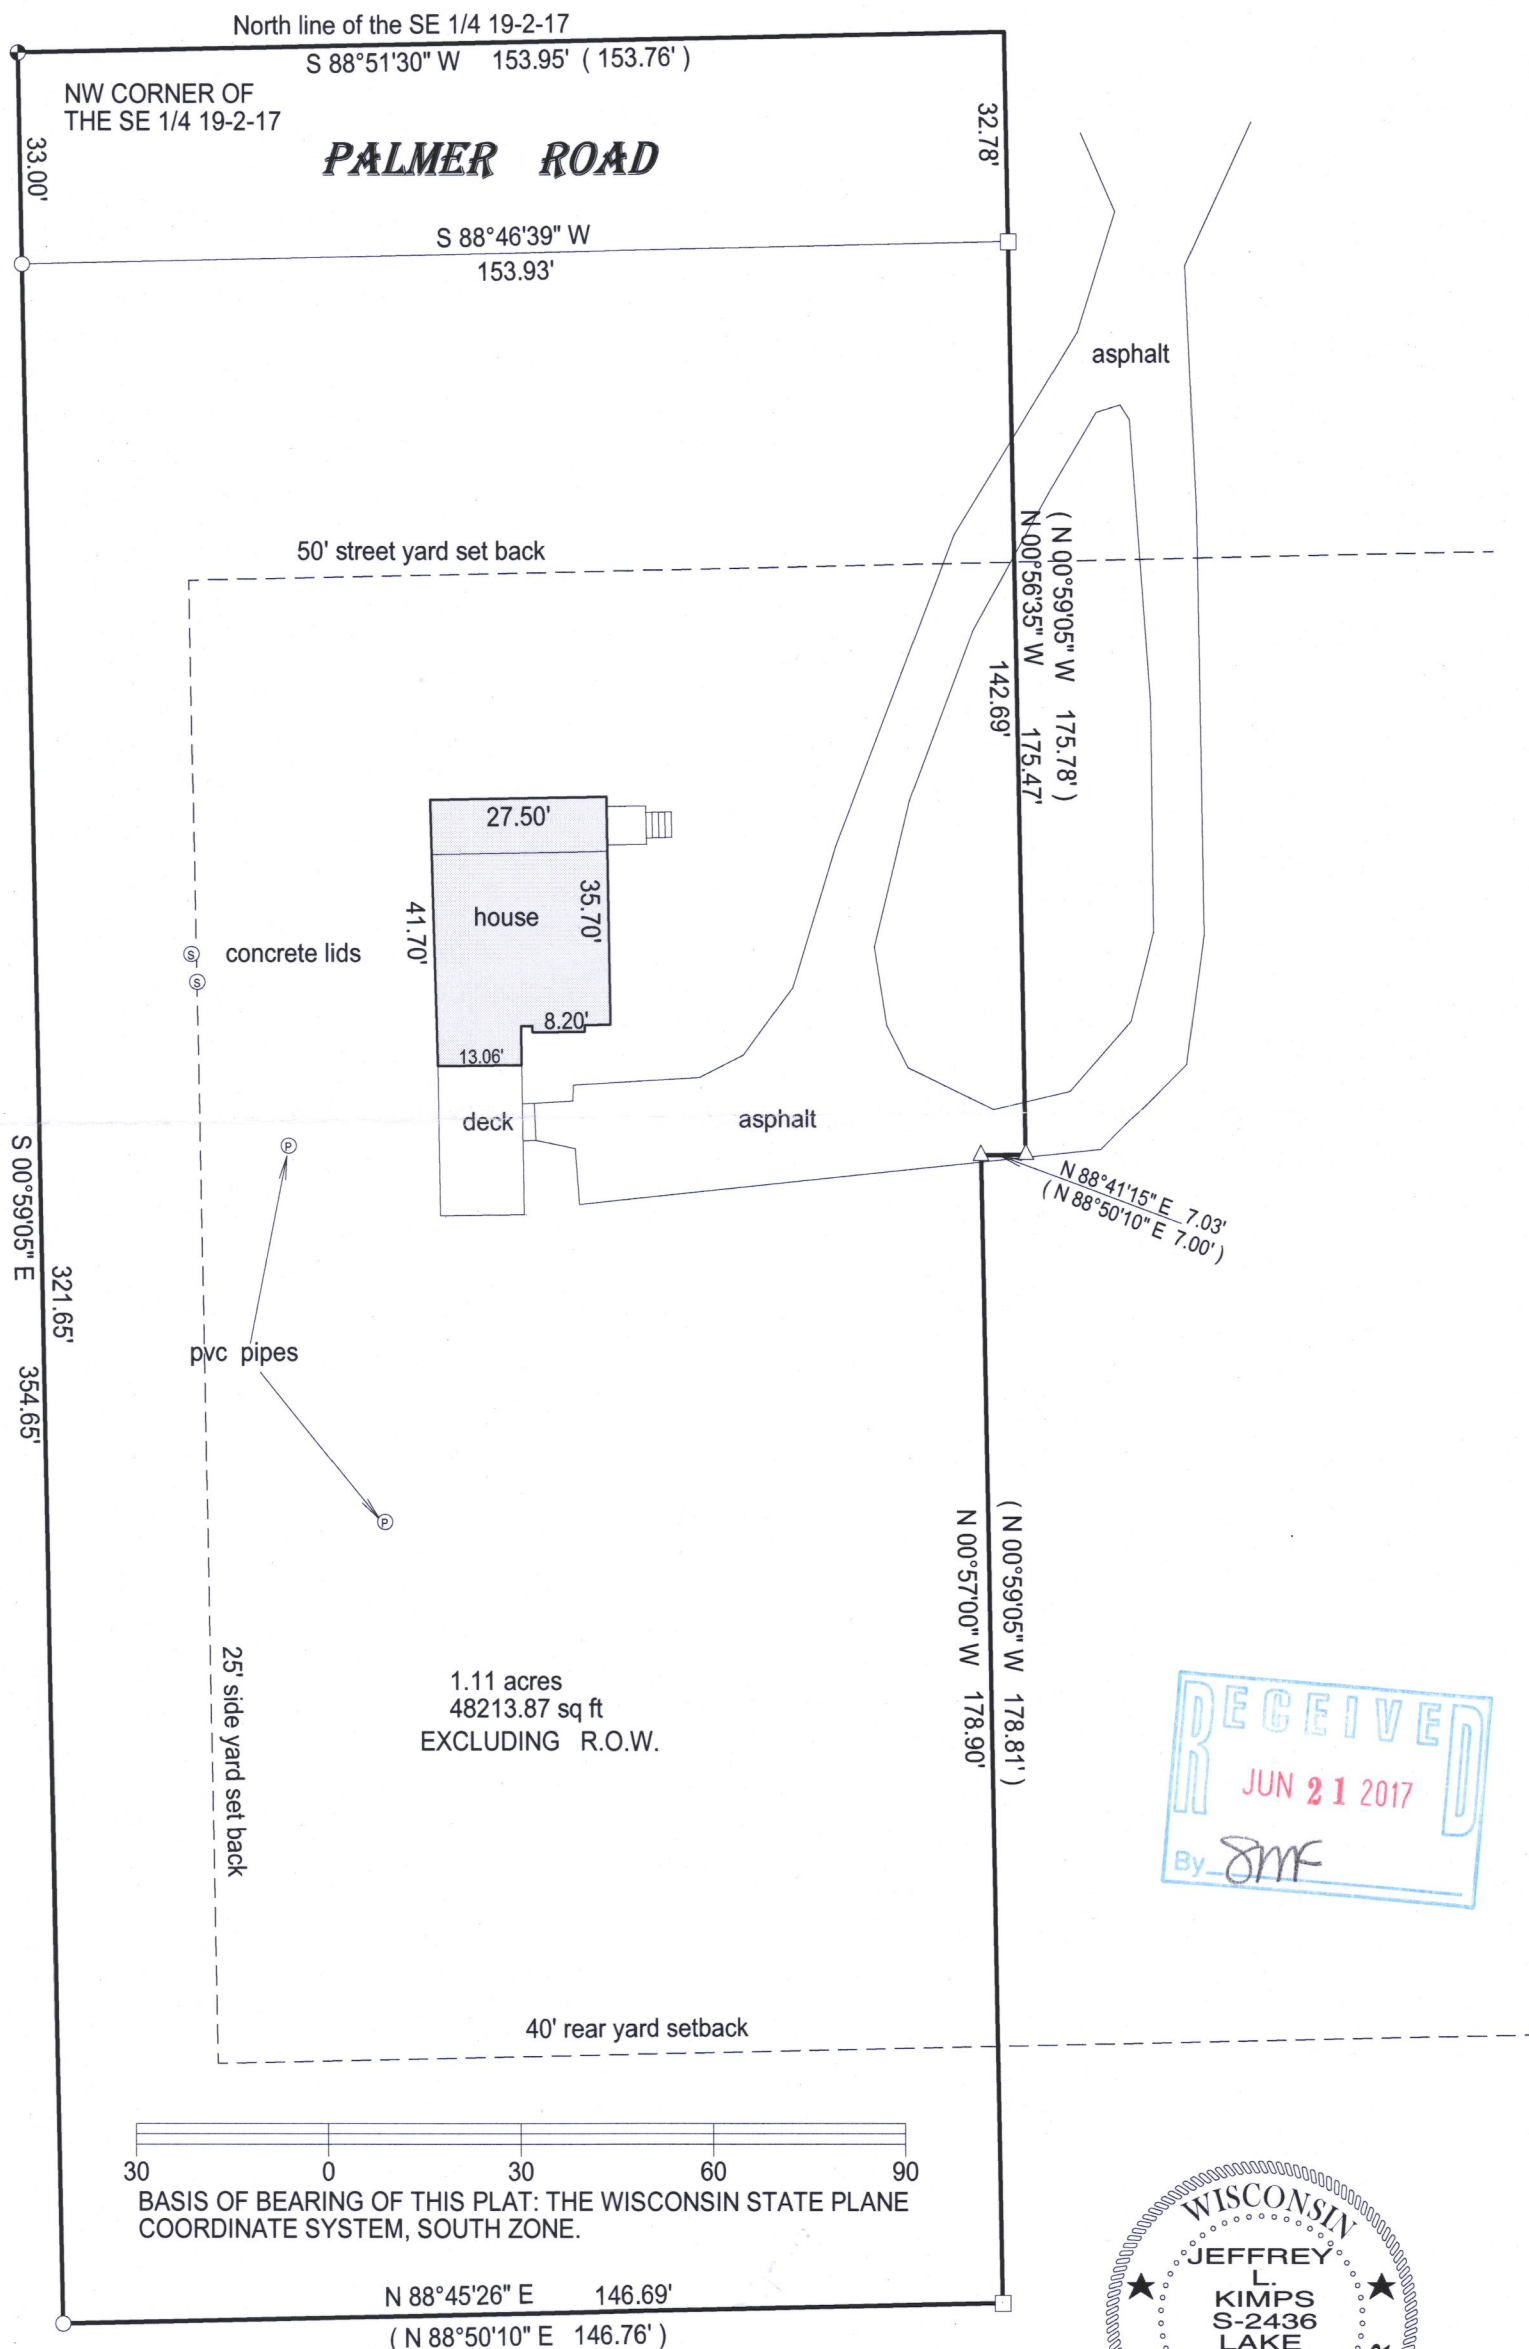 North line of the SE 1/4 19-2-17
S 88°51'30" W 153.95' ( 153.76' )
NW CORNER OF
THE SE 1/4 19-2-17
33.00'
32.78'
PALMER ROAD
S 88°46'39" W
153.93'
asphalt
50' street yard set back
( N 00°59'05" W 175.78' )
N 00°56'35" W 175.47'
142.69'
27.50'
35.70'
41.70'
house
concrete lids
S
S
8.20'
13.06'
deck
asphalt
P
N 88°41'15" E 7.03'
( N 88°50'10" E 7.00' )
S 00°59'05" E 354.65'
321.65'
pvc pipes
P
( N 00°59'05" W 178.81' )
N 00°57'00" W 178.90'
25' side yard set back
1.11 acres
48213.87 sq ft
EXCLUDING R.O.W.
RECEIVED
JUN 21 2017
By SMF
40' rear yard setback
30 0 30 60 90
BASIS OF BEARING OF THIS PLAT: THE WISCONSIN STATE PLANE
COORDINATE SYSTEM, SOUTH ZONE.
WISCONSIN
JEFFREY
L.
KIMPS
S-2436
LAKE
N 88°45'26" E 146.69'
( N 88°50'10" E 146.76' )